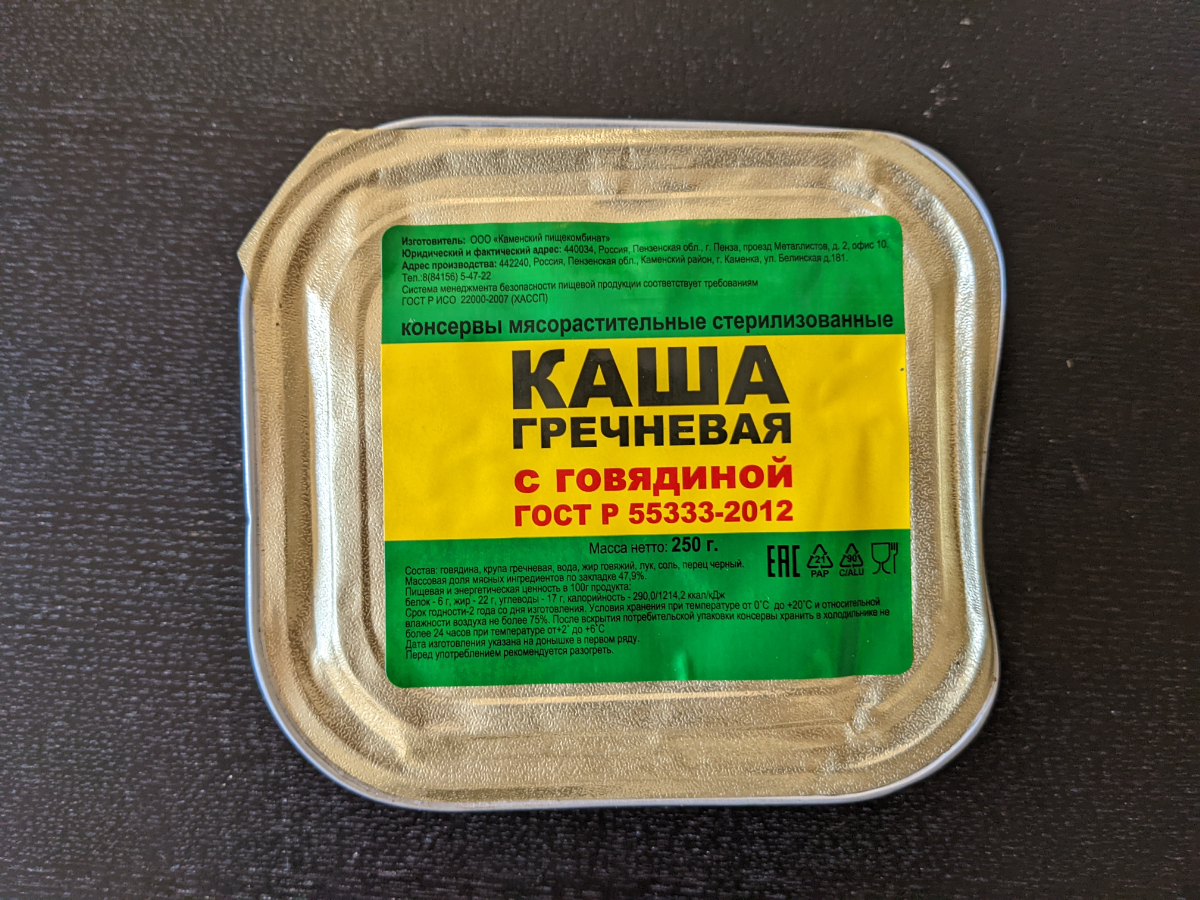 Изготовитель: ООО «Каменский пищекомбинат»
Юридический и фактический адрес: 440034, Россия, Пензенская обл., г. Пенза, проезд Металлистов, д. 2, офис 10.
Адрес производства: 442240, Россия, Пензенская обл., Каменский район, г. Каменка, ул. Белинская д.181.
Тел.:8(84156) 5-47-22
Система менеджмента безопасности пищевой продукции соответствует требованиям
ГОСТ Р ИСО 22000-2007 (ХАССП)
консервы мясорастительные стерилизованные
КАША
ГРЕЧНЕВАЯ
С ГОВЯДИНОЙ
ГОСТ Р 55333-2012
Масса нетто: 250 г.
EAC
21
PAP
90
C/ALU
Состав: говядина, крупа гречневая, вода, жир говяжий, лук, соль, перец черный.
Массовая доля мясных ингредиентов по закладке 47,9%.
Пищевая и энергетическая ценность в 100г продукта:
белок - 6 г, жир - 22 г, углеводы - 17 г, калорийность - 290,0/1214,2 ккал/кДж
Срок годности-2 года со дня изготовления. Условия хранения при температуре от 0°С до +20°С и относительной
влажности воздуха не более 75%. После вскрытия потребительской упаковки консервы хранить в холодильнике не
более 24 часов при температуре от+2° до +6°С
Дата изготовления указана на донышке в первом ряду.
Перед употреблением рекомендуется разогреть.